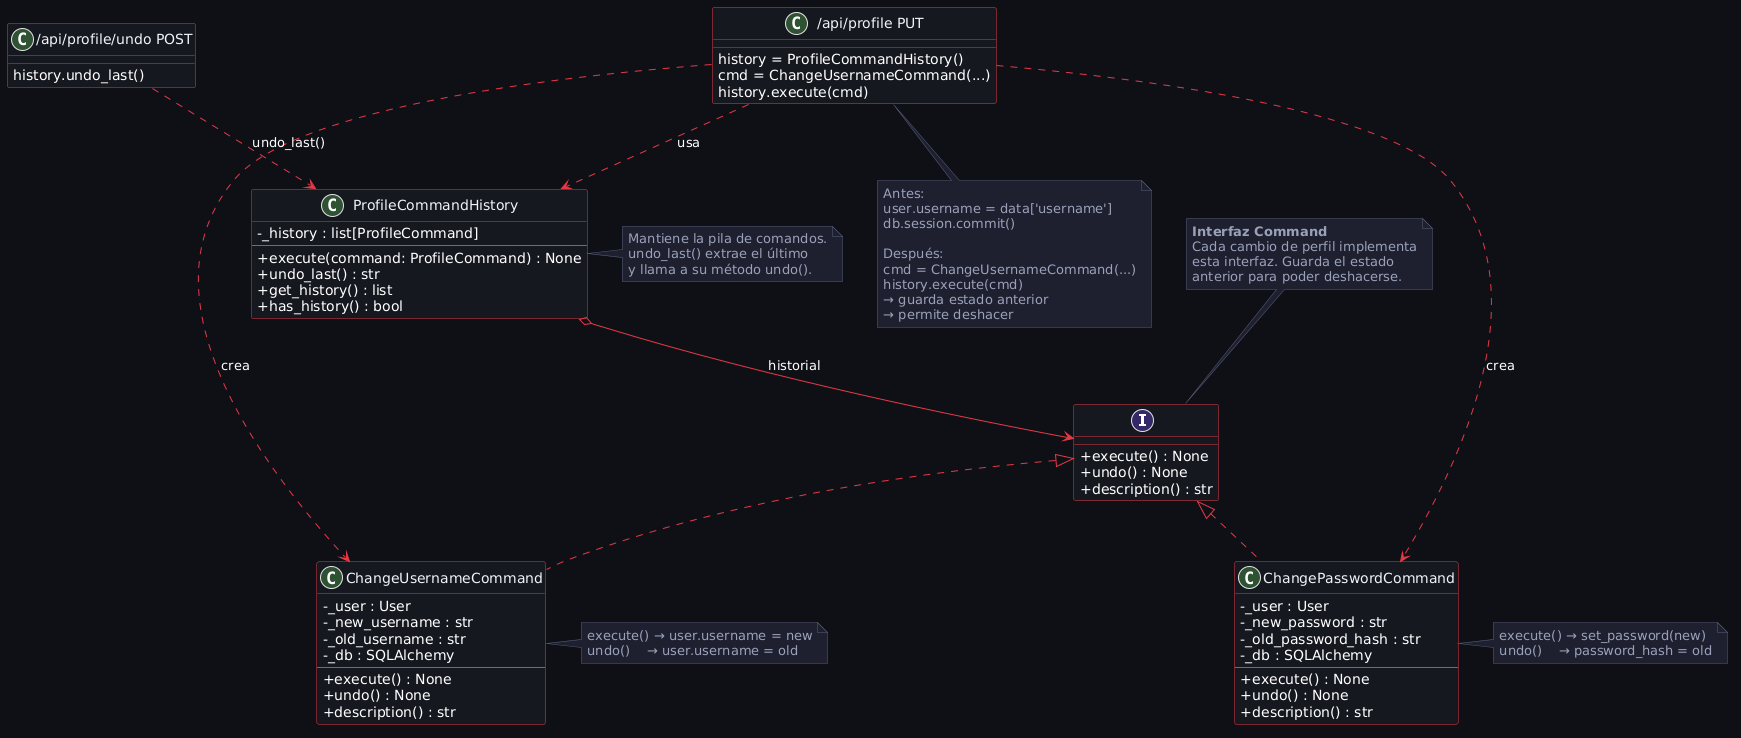 /api/profile/undo POST
history.undo_last()
/api/profile PUT
history = ProfileCommandHistory()
cmd = ChangeUsernameCommand(...)
history.execute(cmd)
undo_last()
usa
ProfileCommandHistory
-_history : list[ProfileCommand]
+execute(command: ProfileCommand) : None
+undo_last() : str
+get_history() : list
+has_history() : bool
Mantiene la pila de comandos.
undo_last() extrae el último
y llama a su método undo().
Antes:
user.username = data['username']
db.session.commit()
Después:
cmd = ChangeUsernameCommand(...)
history.execute(cmd)
→ guarda estado anterior
→ permite deshacer
Interfaz Command
Cada cambio de perfil implementa
esta interfaz. Guarda el estado
anterior para poder deshacerse.
crea
historial
crea
I
+execute() : None
+undo() : None
+description() : str
C ChangeUsernameCommand
-_user : User
-_new_username : str
-_old_username : str
-_db : SQLAlchemy
+execute() : None
+undo() : None
+description() : str
execute() → user.username = new
undo()    → user.username = old
C ChangePasswordCommand
-_user : User
-_new_password : str
-_old_password_hash : str
-_db : SQLAlchemy
+execute() : None
+undo() : None
+description() : str
execute() → set_password(new)
undo()    → password_hash = old